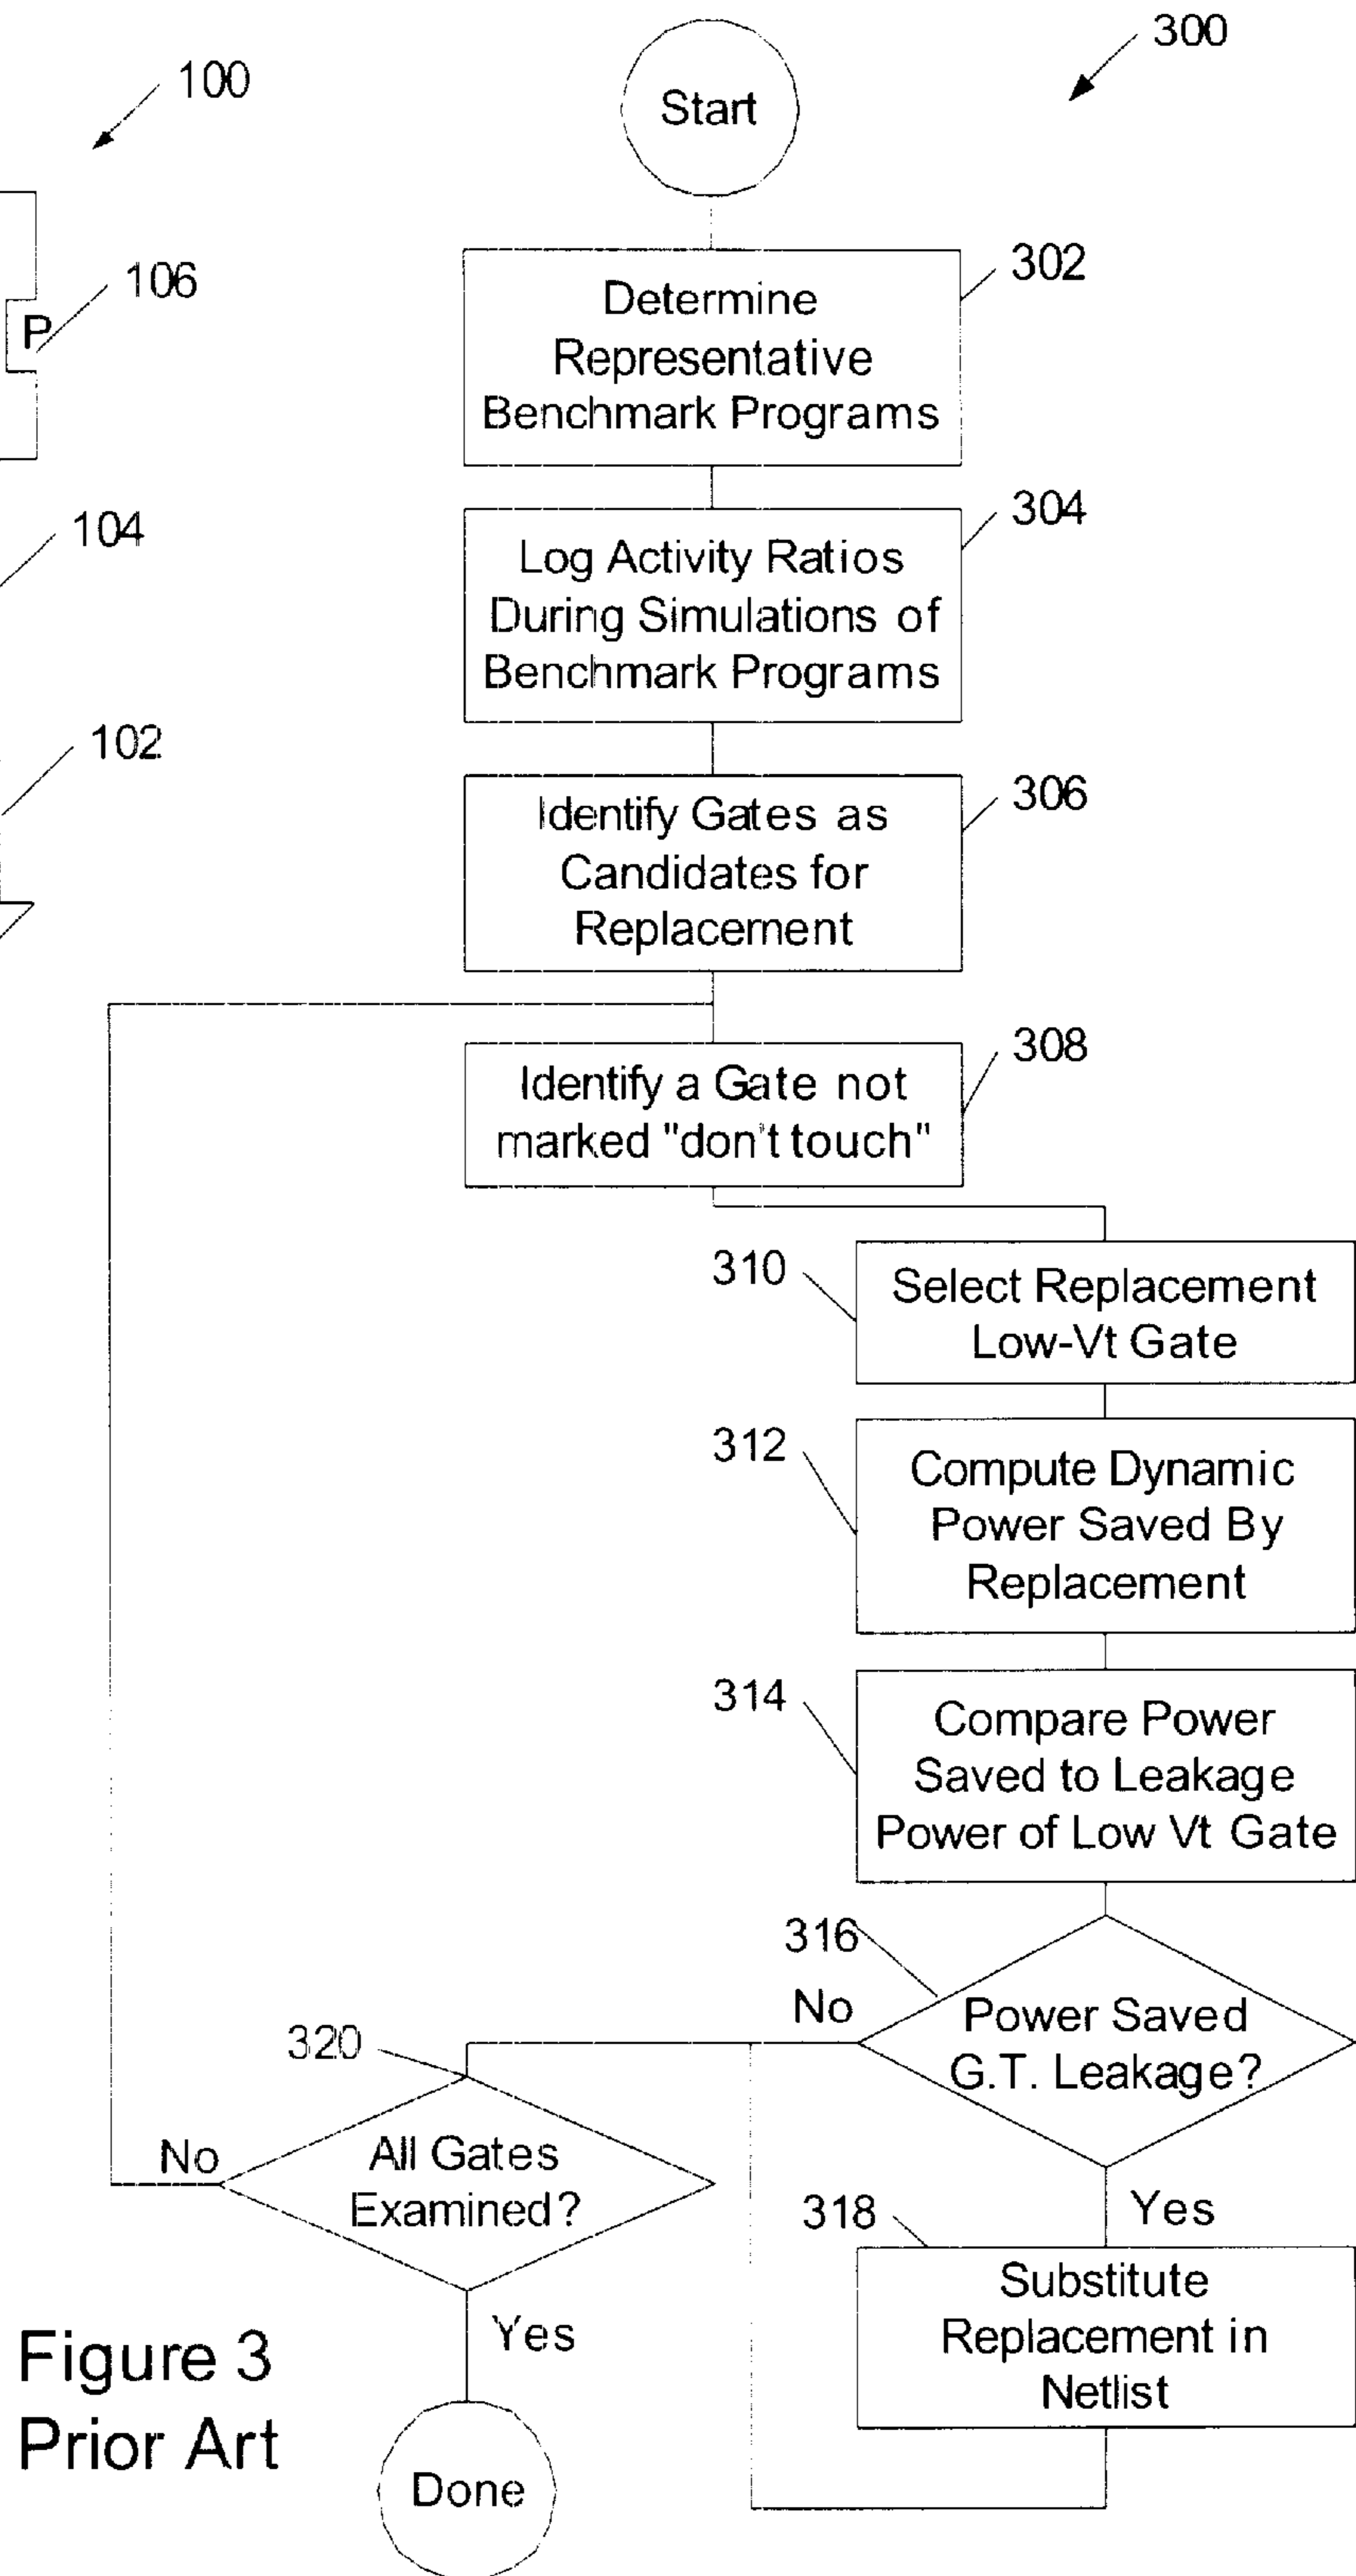 100
106
P
104
102
300
Start
302
Determine
Representative
Benchmark Programs
304
Log Activity Ratios
During Simulations of
Benchmark Programs
306
Identify Gates as
Candidates for
Replacement
308
Identify a Gate not
marked "don't touch"
310
Select Replacement
Low-Vt Gate
312
Compute Dynamic
Power Saved By
Replacement
314
Compare Power
Saved to Leakage
Power of Low Vt Gate
316
No
Power Saved
G.T. Leakage?
Yes
318
Substitute
Replacement in
Netlist
320
No
All Gates
Examined?
Yes
Done
Figure 3
Prior Art